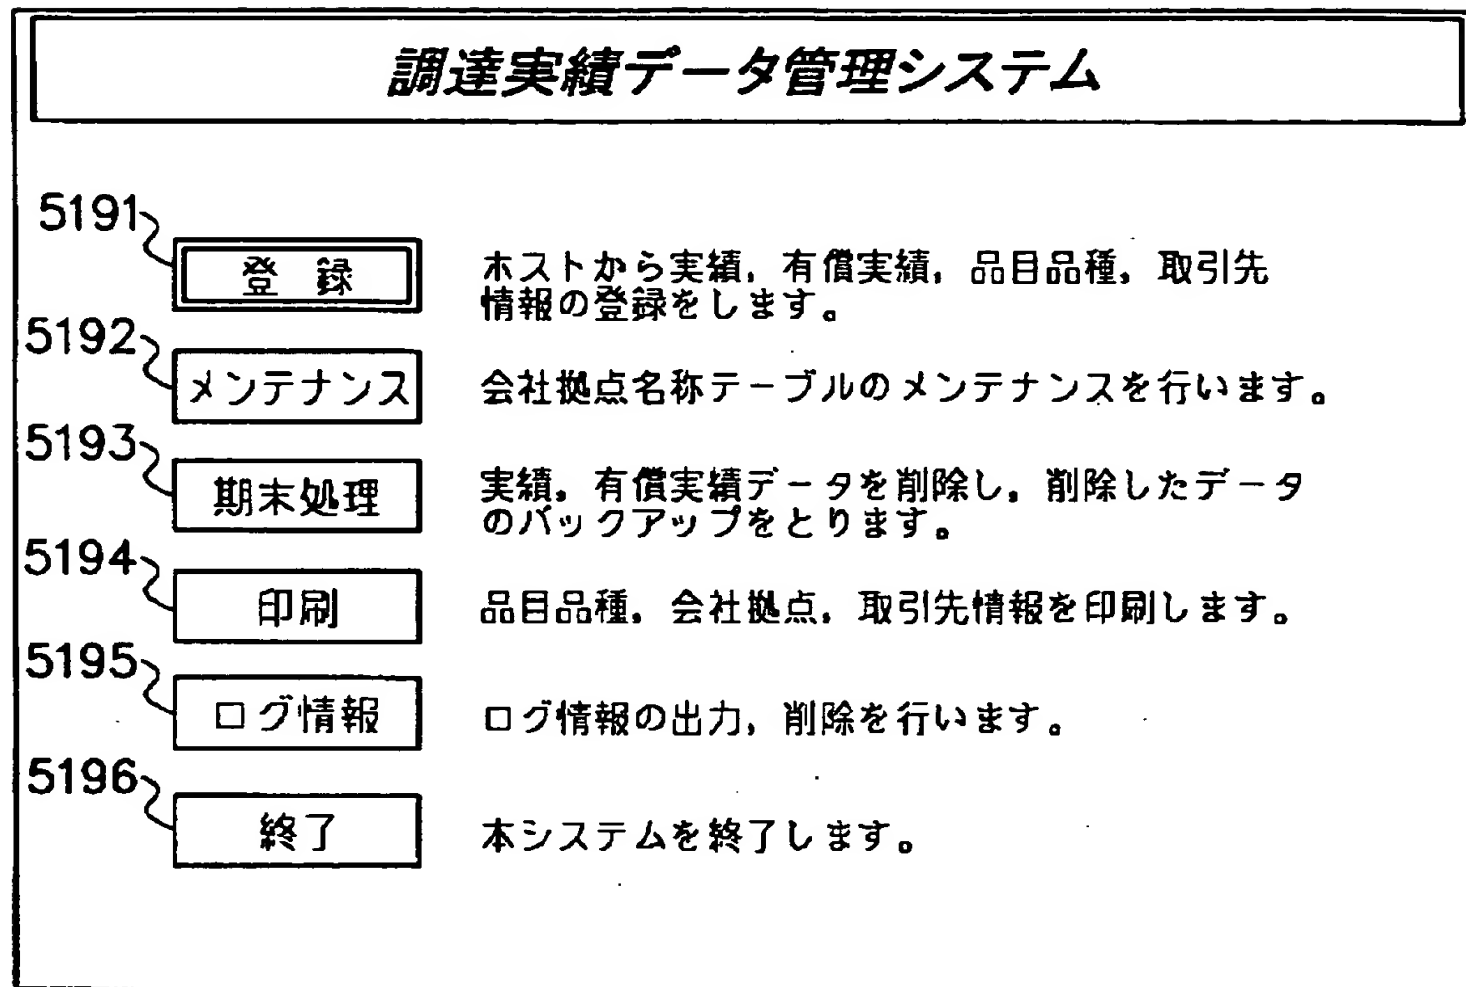 調達実績データ管理システム
5191
登 録
ホストから実績，有償実績，品目品種，取引先
情報の登録をします。
5192
メンテナンス
会社拠点名称テーブルのメンテナンスを行います。
5193
期末処理
実績，有償実績データを削除し，削除したデータ
のバックアップをとります。
5194
印刷
品目品種，会社拠点，取引先情報を印刷します。
5195
ログ情報
ログ情報の出力，削除を行います。
5196
終了
本システムを終了します。